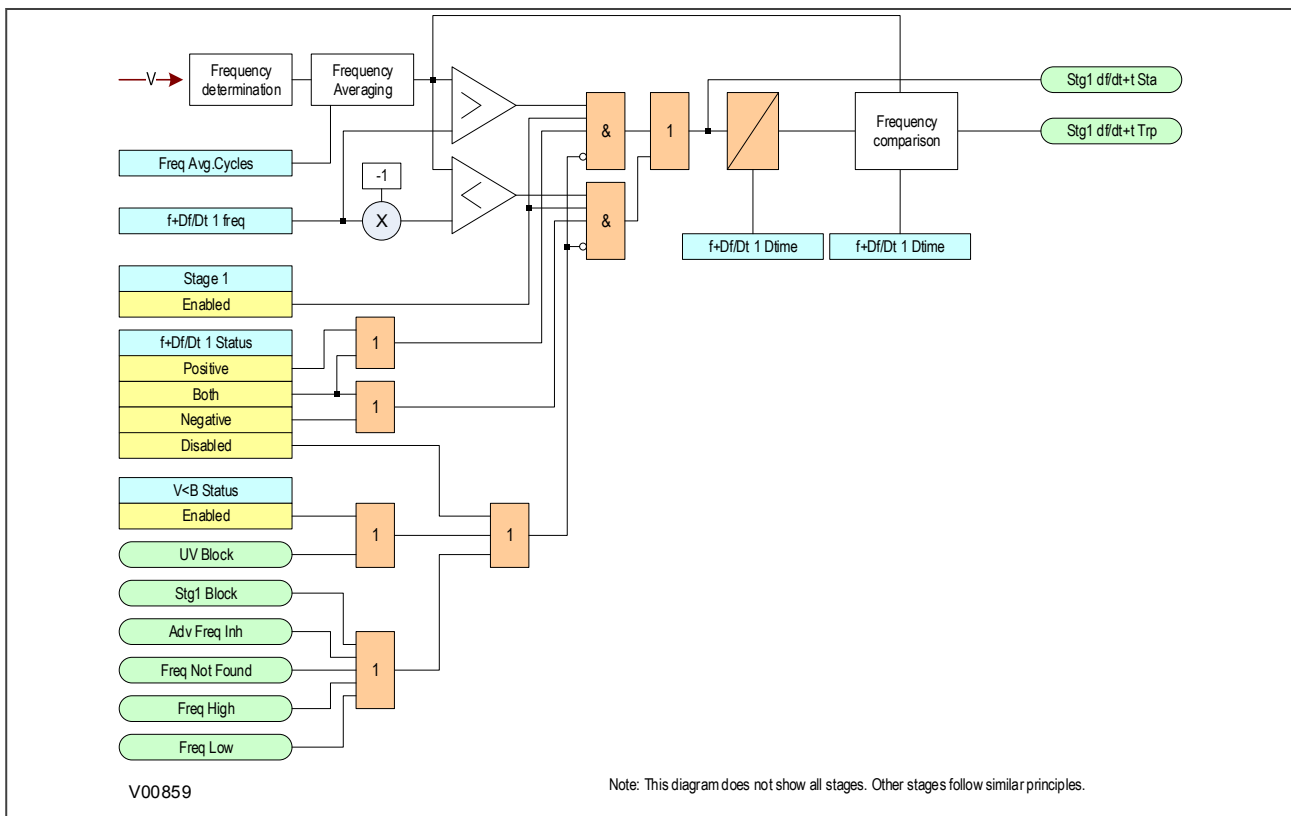 V
Frequency
determination
Frequency
Averaging
Stg1 df/dt+t Sta
&
1
Frequency
comparison
Stg1 df/dt+t Trp
Freq Avg.Cycles
-1
f+Df/Dt 1 freq
X
&
f+Df/Dt 1 Dtime
f+Df/Dt 1 Dtime
Stage 1
Enabled
f+Df/Dt 1 Status
1
Positive
Both
1
Negative
Disabled
V<B Status
Enabled
1
1
UV Block
Stg1 Block
Adv Freq Inh
Freq Not Found
1
Freq High
Freq Low
V00859
Note: This diagram does not show all stages. Other stages follow similar principles.